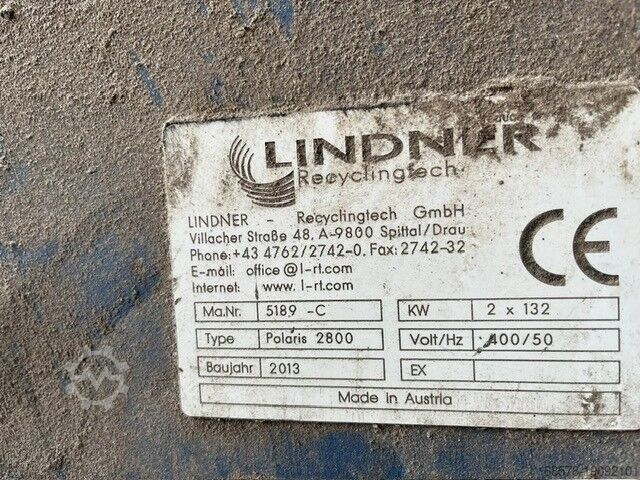 LINDNER
Recyclingtech
LINDNER - Recyclingtech GmbH
Villacher Straße 48, A-9800 Spittal/Drau
Phone:+43 4762/2742-0, Fax:2742-32
E-mail: office@l-rt.com
Internet: www.l-rt.com
Ma.Nr. 5189 -C KW 2 x 132
Type Polaris 2800 Volt/Hz 400/50
Baujahr 2013 EX
Made in Austria
CE